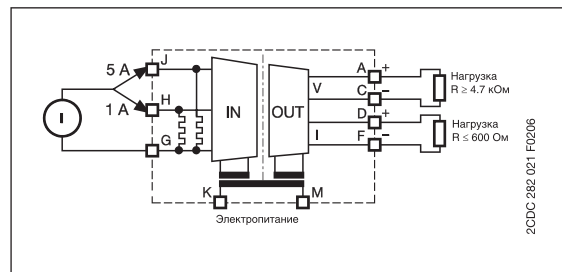 5 A
J
H
1 A
G
I
IN
OUT
V
I
A
+
C
–
D
+
F
–
Нагрузка
R ≥ 4.7 кОм
Нагрузка
R ≤ 600 Ом
K
M
Электропитание
2CDC 282 021 F0206